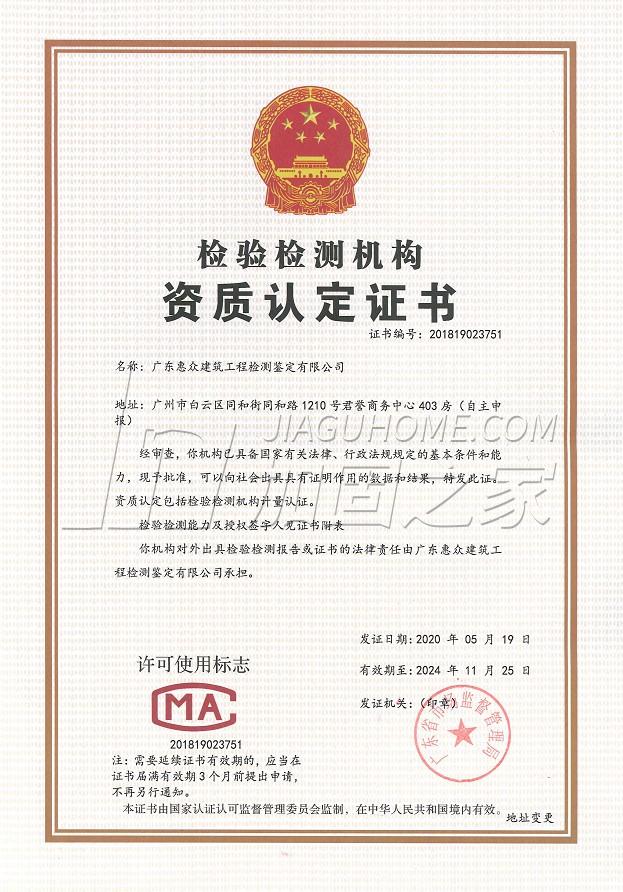 检验检测机构
资质认定证书
证书编号：201819023751
名称：广东惠众建筑工程检测鉴定有限公司
地址：广州市白云区同和街同和路 1210 号君誉商务中心 403 房（自主申
报）
JIAGUHOME.COM
加固之家
经审查，你机构已具备国家有关法律、行政法规规定的基本条件和能
力，现予批准，可以向社会出具具有证明作用的数据和结果，特发此证。
资质认定包括检验检测机构计量认证。
检验检测能力及授权签字人见证书附表
你机构对外出具检验检测报告或证书的法律责任由广东惠众建筑工
程检测鉴定有限公司承担。
发证日期：2020 年 05 月 19 日
许可使用标志
有效期至：2024 年 11 月 25 日
MA
发证机关：（印章）
广东省市场监督管理局
201819023751
注：需要延续证书有效期的，应当在
证书届满有效期 3 个月前提出申请，
不再另行通知。
本证书由国家认证认可监督管理委员会监制，在中华人民共和国境内有效。
地址变更